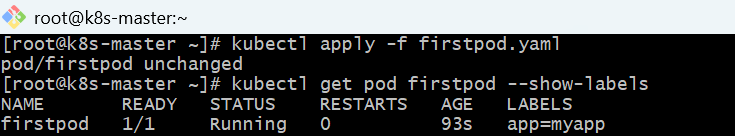 root@k8s-master:~
[root@k8s-master ~]# kubectl apply -f firstpod.yaml
pod/firstpod unchanged
[root@k8s-master ~]# kubectl get pod firstpod --show-labels
NAME       READY   STATUS    RESTARTS   AGE   LABELS
firstpod   1/1     Running   0          93s   app=myapp